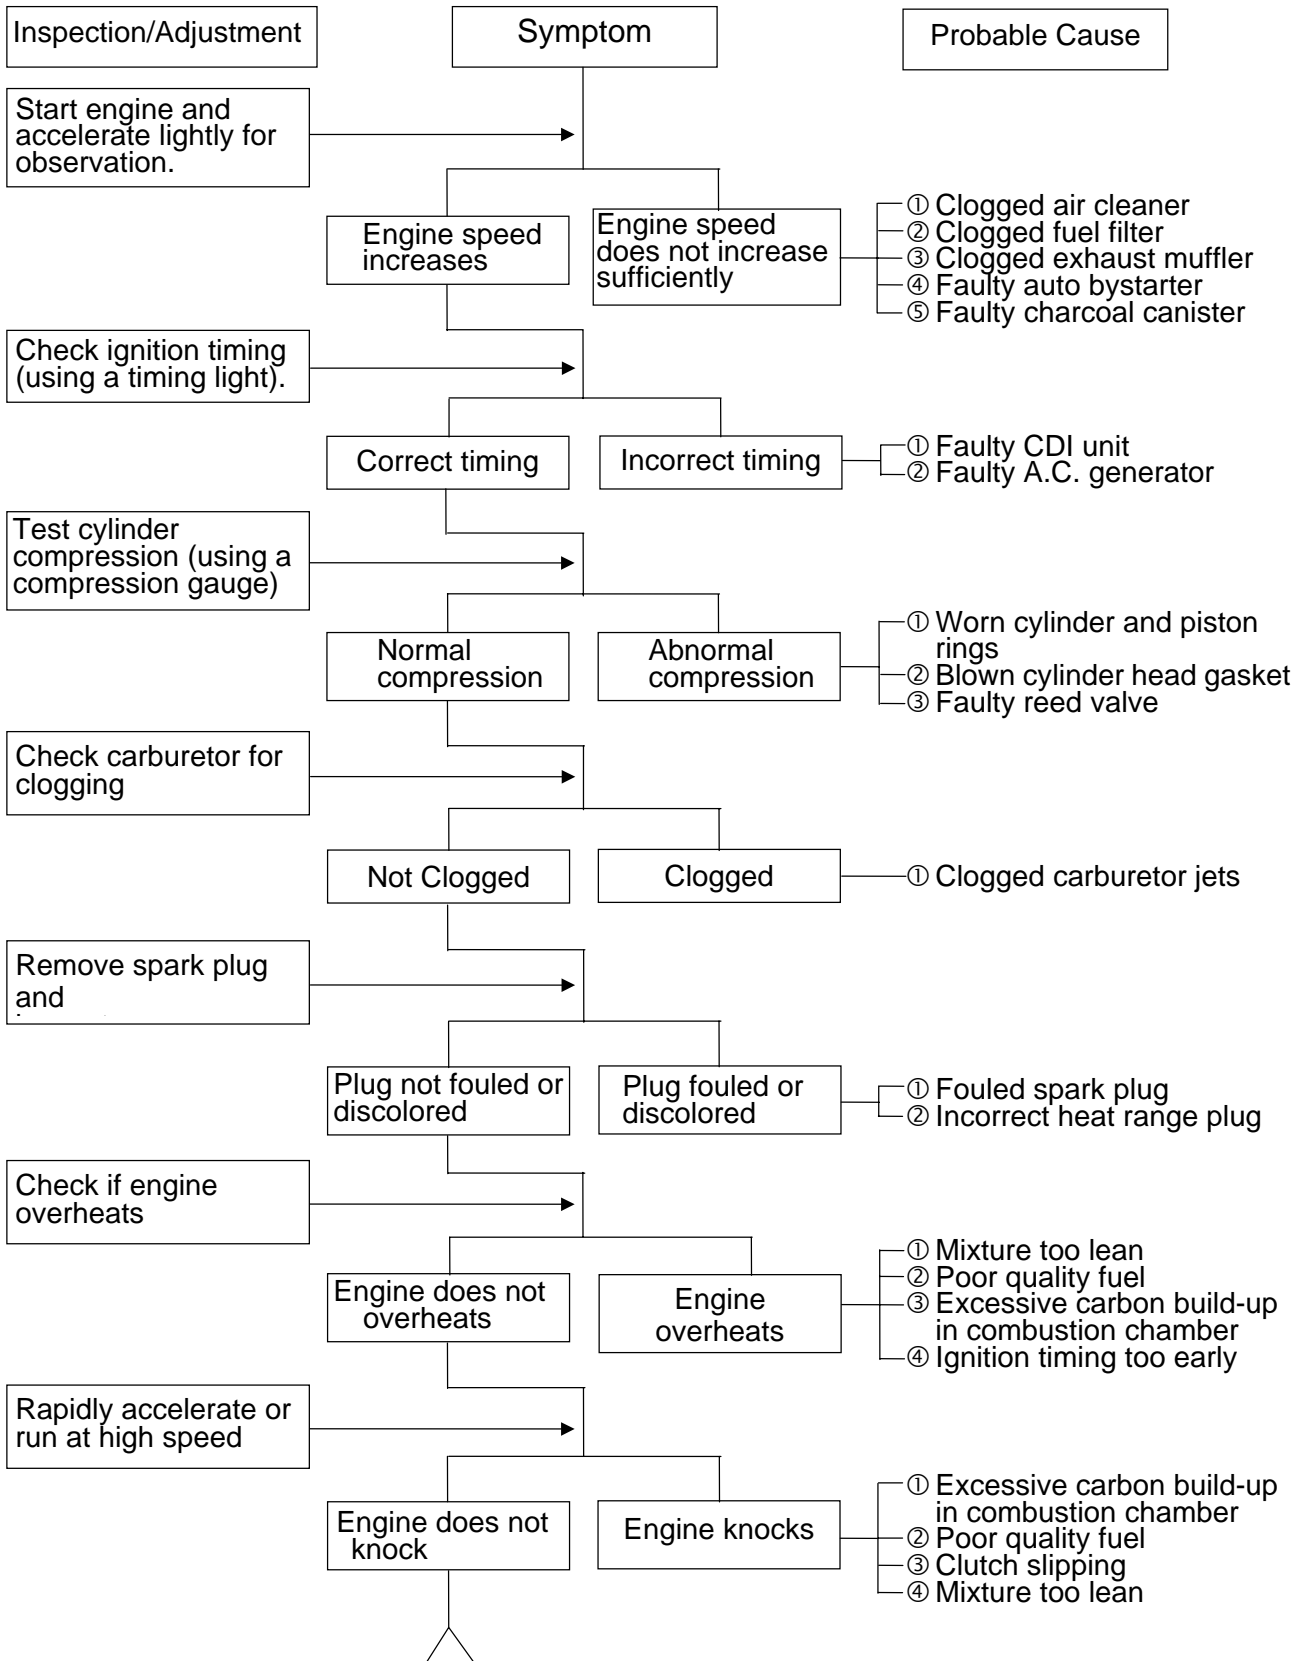 Inspection/Adjustment
Symptom
Probable Cause
Start engine and
accelerate lightly for
observation.
Engine speed
increases
Engine speed
does not increase
sufficiently
① Clogged air cleaner
② Clogged fuel filter
③ Clogged exhaust muffler
④ Faulty auto bystarter
⑤ Faulty charcoal canister
Check ignition timing
(using a timing light).
Correct timing
Incorrect timing
① Faulty CDI unit
② Faulty A.C. generator
Test cylinder
compression (using a
compression gauge)
Normal
compression
Abnormal
compression
① Worn cylinder and piston
rings
② Blown cylinder head gasket
③ Faulty reed valve
Check carburetor for
clogging
Not Clogged
Clogged
① Clogged carburetor jets
Remove spark plug
and
Plug not fouled or
discolored
Plug fouled or
discolored
① Fouled spark plug
② Incorrect heat range plug
Check if engine
overheats
Engine does not
overheats
Engine
overheats
① Mixture too lean
② Poor quality fuel
③ Excessive carbon build-up
in combustion chamber
④ Ignition timing too early
Rapidly accelerate or
run at high speed
Engine does not
knock
Engine knocks
① Excessive carbon build-up
in combustion chamber
② Poor quality fuel
③ Clutch slipping
④ Mixture too lean